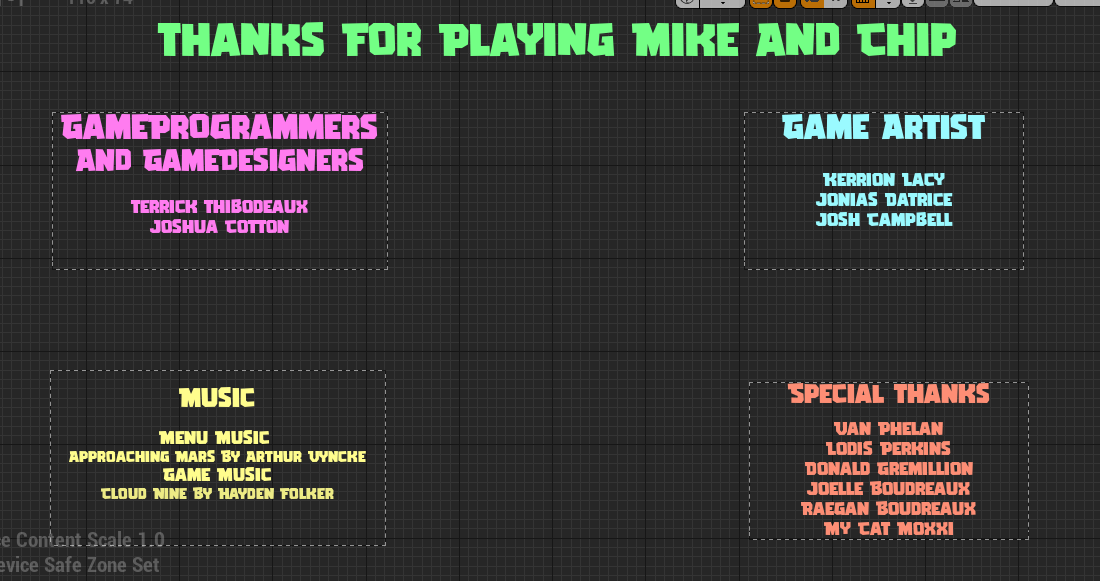 THANKS FOR PLAYING MIKE AND CHIP
GAMEPROGRAMMERS
AND GAMEDESIGNERS
TERRICK THIBODEAUX
JOSHUA COTTON
GAME ARTIST
KERRION LACY
JONIAS DATRICE
JOSH CAMPBELL
MUSIC
MENU MUSIC
APPROACHING MARS BY ARTHUR VYNCKE
GAME MUSIC
CLOUD NINE BY HAYDEN FOLKER
SPECIAL THANKS
VAN PHELAN
LODIS PERKINS
DONALD GREMILLION
JOELLE BOUDREAUX
RAEGAN BOUDREAUX
MY CAT MOXXI
ce Content Scale 1.0
evice Safe Zone Set